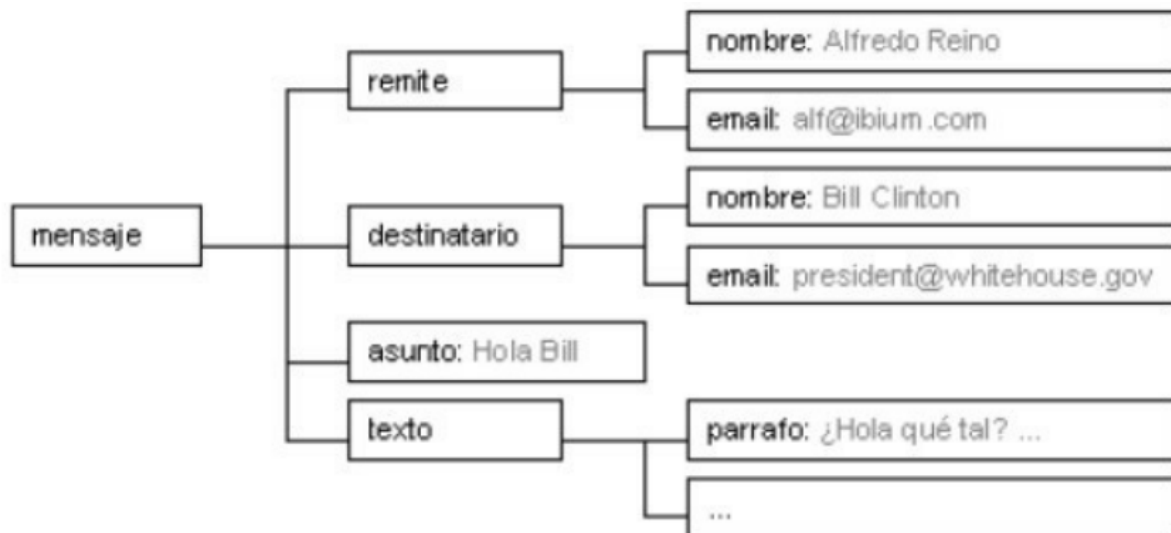 nombre: Alfredo Reino
remite
email: alf@ibium.com
nombre: Bill Clinton
mensaje
destinatario
email: president@whitehouse.gov
asunto: Hola Bill
texto
parrafo: ¿Hola qué tal? ...
...